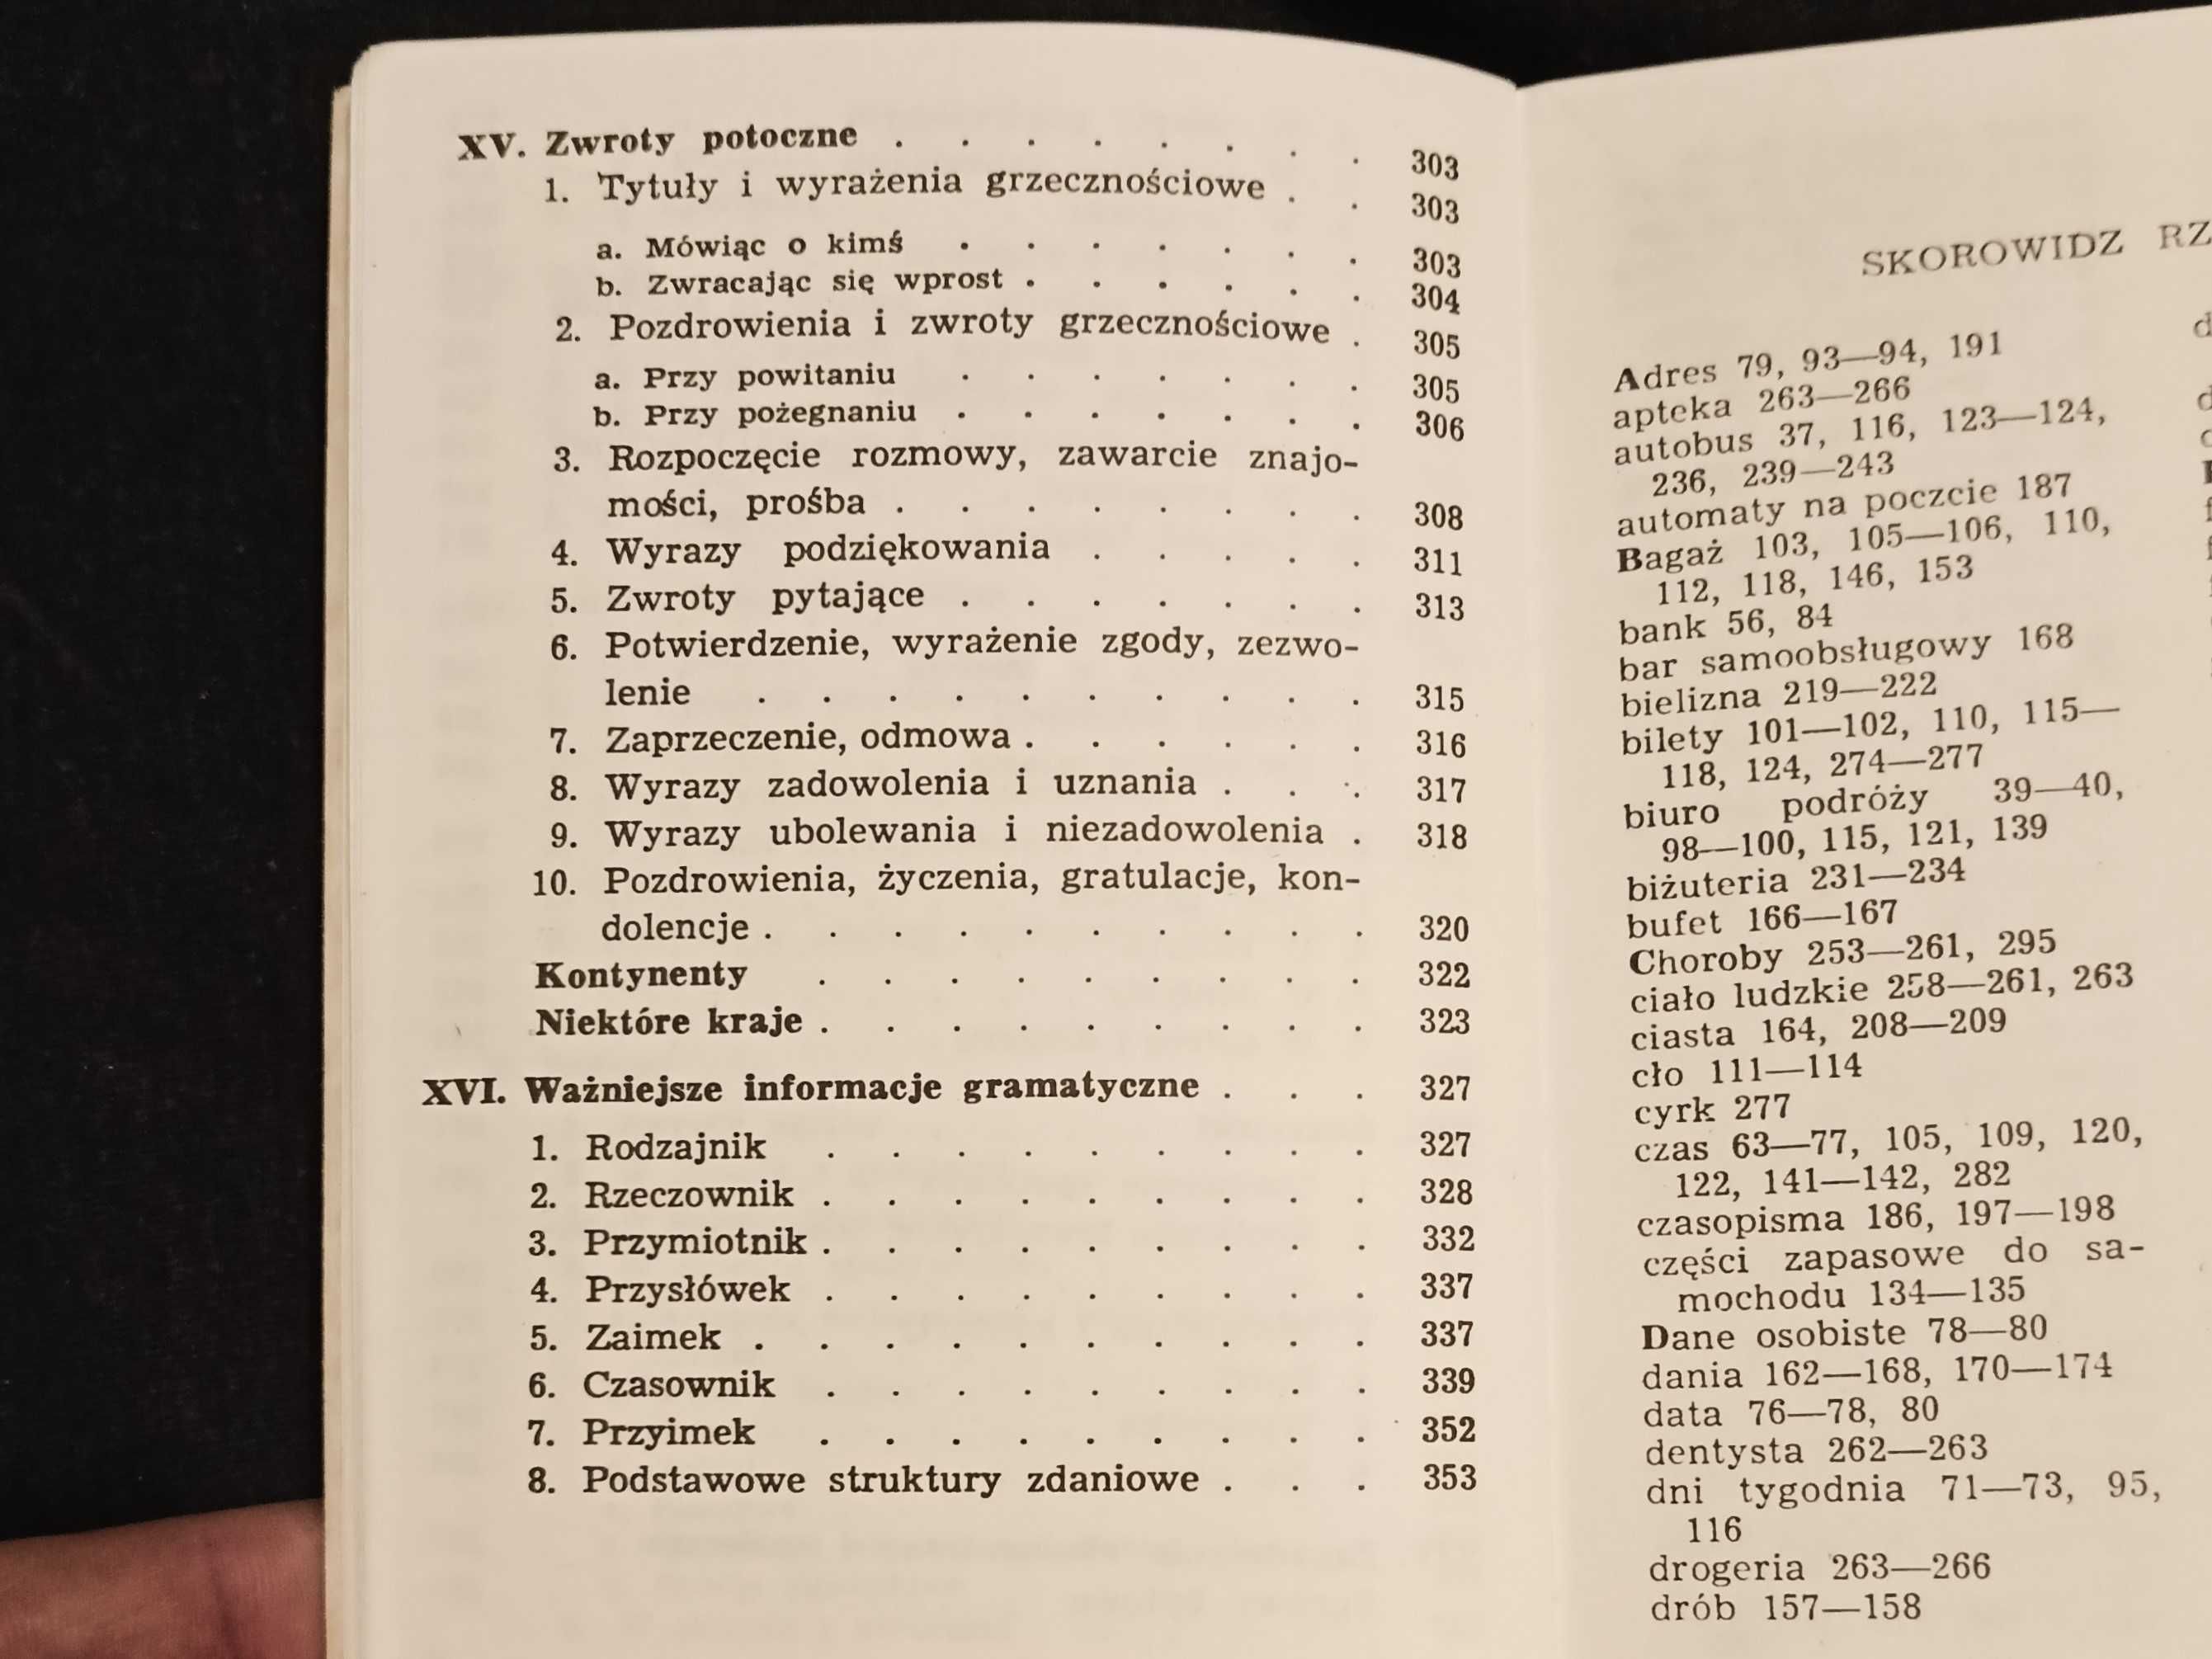 XV. Zwroty potoczne . . . . . . . . 303
1. Tytuły i wyrażenia grzecznościowe . . 303
a. Mówiąc o kimś . . . . . . . 303
b. Zwracając się wprost . . . . . . 304
2. Pozdrowienia i zwroty grzecznościowe . 305
a. Przy powitaniu . . . . . . . 305
b. Przy pożegnaniu . . . . . . . 306
3. Rozpoczęcie rozmowy, zawarcie znajo-
mości, prośba . . . . . . . . 308
4. Wyrazy podziękowania . . . . . 311
5. Zwroty pytające . . . . . . . 313
6. Potwierdzenie, wyrażenie zgody, zezwo-
lenie . . . . . . . . . . 315
7. Zaprzeczenie, odmowa . . . . . . 316
8. Wyrazy zadowolenia i uznania . . . 317
9. Wyrazy ubolewania i niezadowolenia . 318
10. Pozdrowienia, życzenia, gratulacje, kon-
dolencje . . . . . . . . . . 320
Kontynenty . . . . . . . . . 322
Niektóre kraje . . . . . . . . . 323
XVI. Ważniejsze informacje gramatyczne . . . 327
1. Rodzajnik . . . . . . . . . 327
2. Rzeczownik . . . . . . . . . 328
3. Przymiotnik . . . . . . . . . 332
4. Przysłówek . . . . . . . . . 337
5. Zaimek . . . . . . . . . . 337
6. Czasownik . . . . . . . . . 339
7. Przyimek . . . . . . . . . 352
8. Podstawowe struktury zdaniowe . . . 353
SKOROWIDZ
Adres 79, 93—94, 191
apteka 263—266
autobus 37, 116, 123—124,
236, 239—243
automaty na poczcie 187
Bagaż 103, 105—106, 110,
112, 118, 146, 153
bank 56, 84
bar samoobsługowy 168
bielizna 219—222
bilety 101—102, 110, 115—
118, 124, 274—277
biuro podróży 39—40,
98—100, 115, 121, 139
biżuteria 231—234
bufet 166—167
Choroby 253—261, 295
ciało ludzkie 258—261, 263
ciasta 164, 208—209
cło 111—114
cyrk 277
czas 63—77, 105, 109, 120,
122, 141—142, 282
czasopisma 186, 197—198
części zapasowe do sa-
mochodu 134—135
Dane osobiste 78—80
dania 162—168, 170—174
data 76—78, 80
dentysta 262—263
dni tygodnia 71—73, 95,
116
drogeria 263—266
drób 157—158